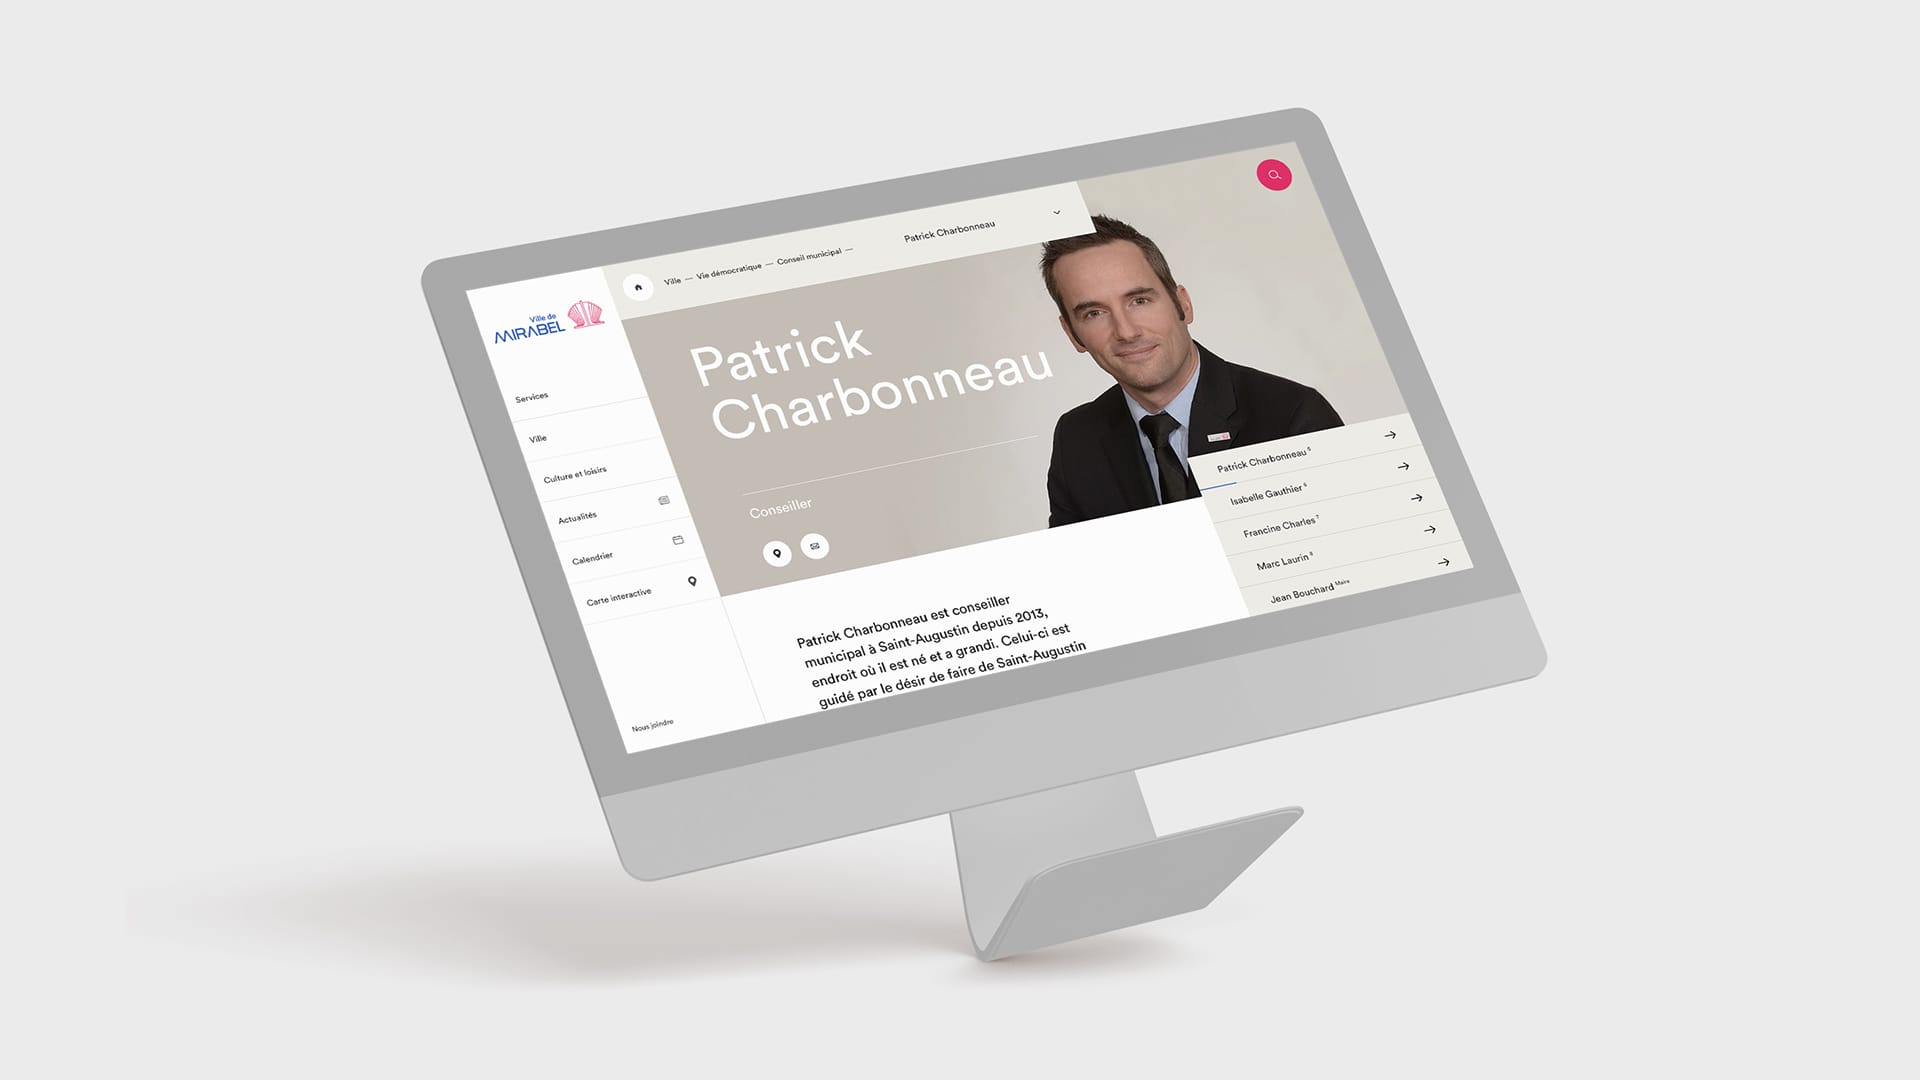 Ville de
MIRABEL
Services
Ville
Culture et loisirs
Actualités
Calendrier
Carte interactive
Nous joindre
Ville — Vie démocratique — Conseil municipal —
Patrick Charbonneau
Patrick
Charbonneau
Conseiller
Patrick Charbonneau est conseiller
municipal à Saint-Augustin depuis 2013,
endroit où il est né et a grandi. Celui-ci est
guidé par le désir de faire de Saint-Augustin
Patrick Charbonneau 5
Isabelle Gauthier 6
Francine Charles 7
Marc Laurin 8
Jean Bouchard Maire